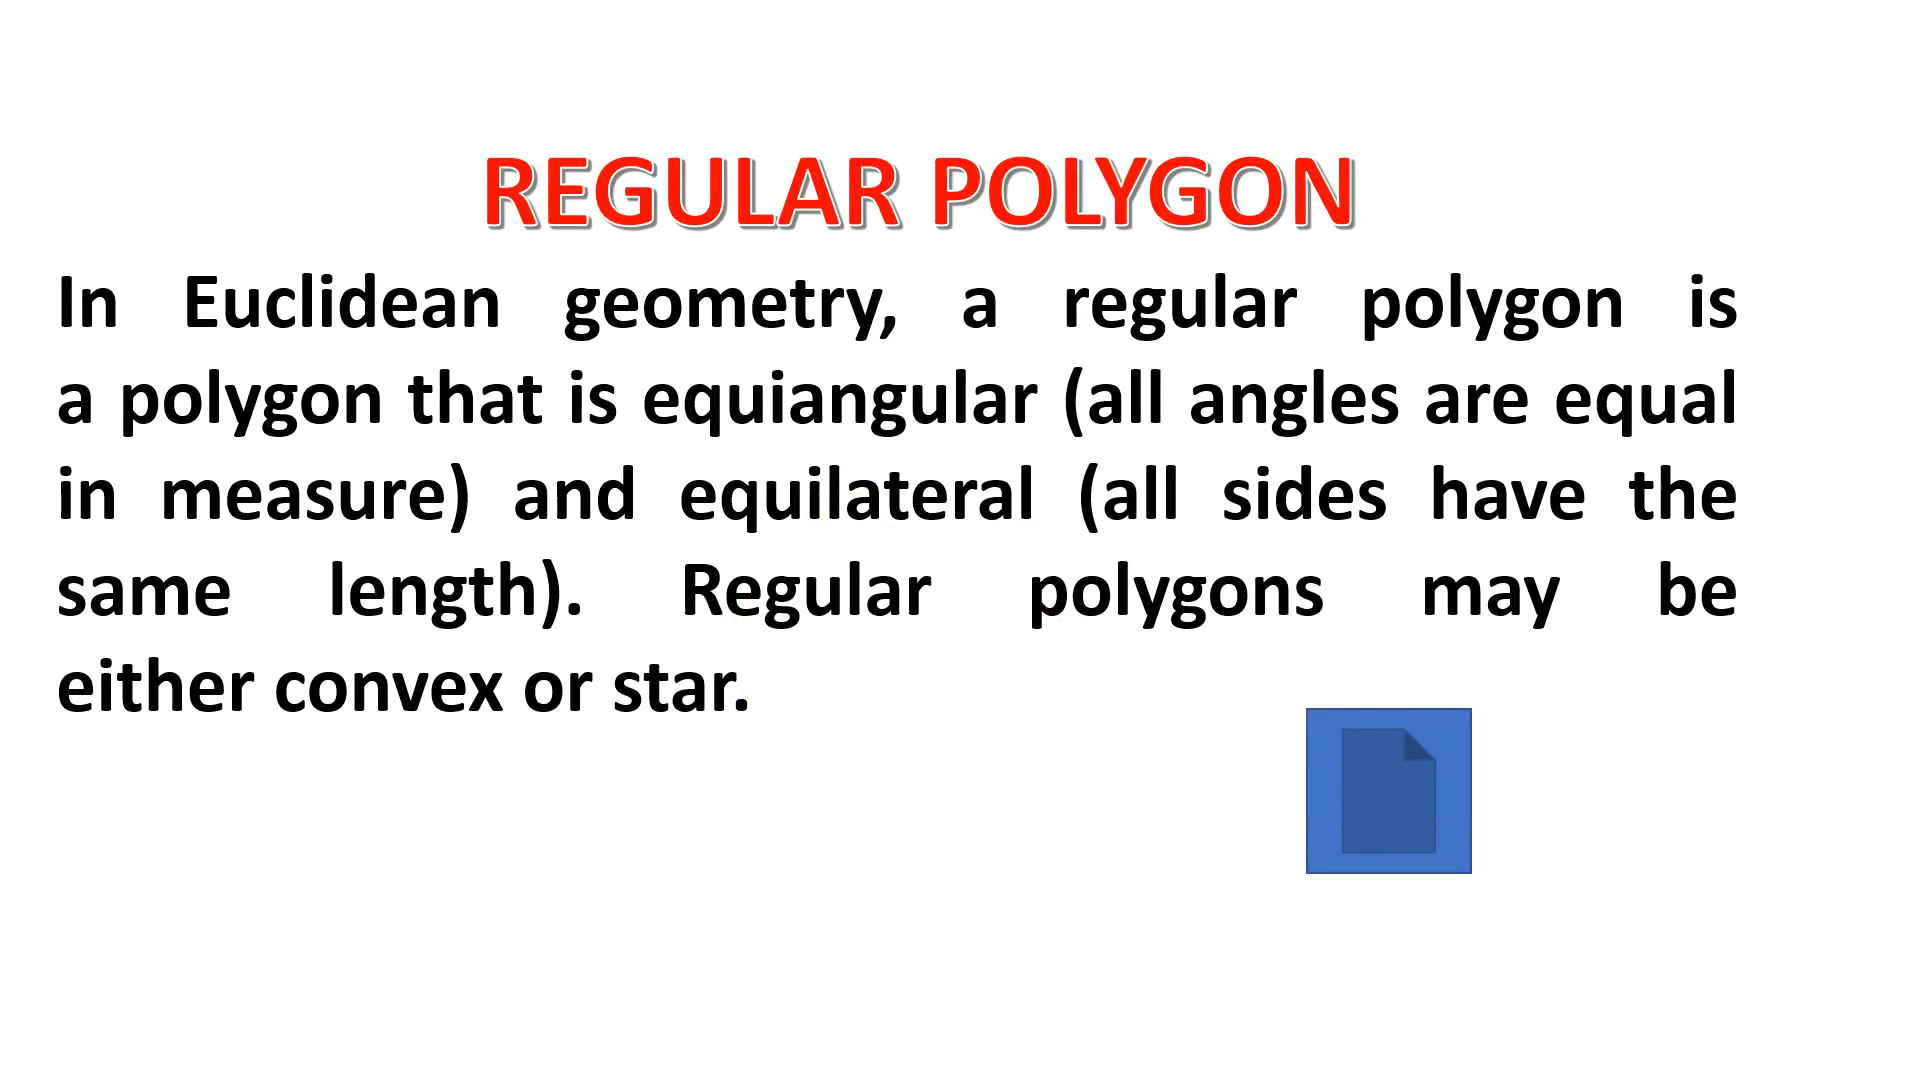 REGULAR POLYGON
In Euclidean geometry, a regular polygon is
a polygon that is equiangular (all angles are equal
in measure) and equilateral (all sides have the
same length). Regular polygons may be
either convex or star.